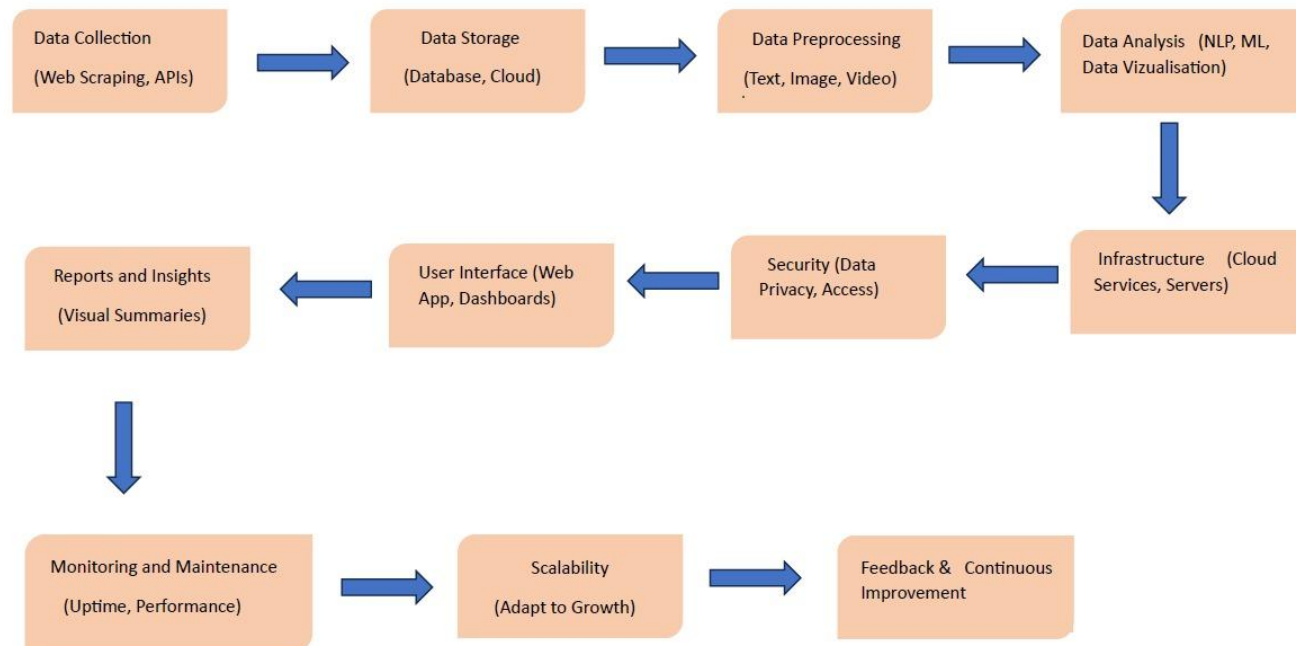 Data Collection
(Web Scraping, APIs)
Data Storage
(Database, Cloud)
Data Preprocessing
(Text, Image, Video)
.
Data Analysis (NLP, ML,
Data Vizualisation)
Infrastructure (Cloud
Services, Servers)
Security (Data
Privacy, Access)
User Interface (Web
App, Dashboards)
Reports and Insights
(Visual Summaries)
Monitoring and Maintenance
(Uptime, Performance)
Scalability
(Adapt to Growth)
Feedback & Continuous
Improvement